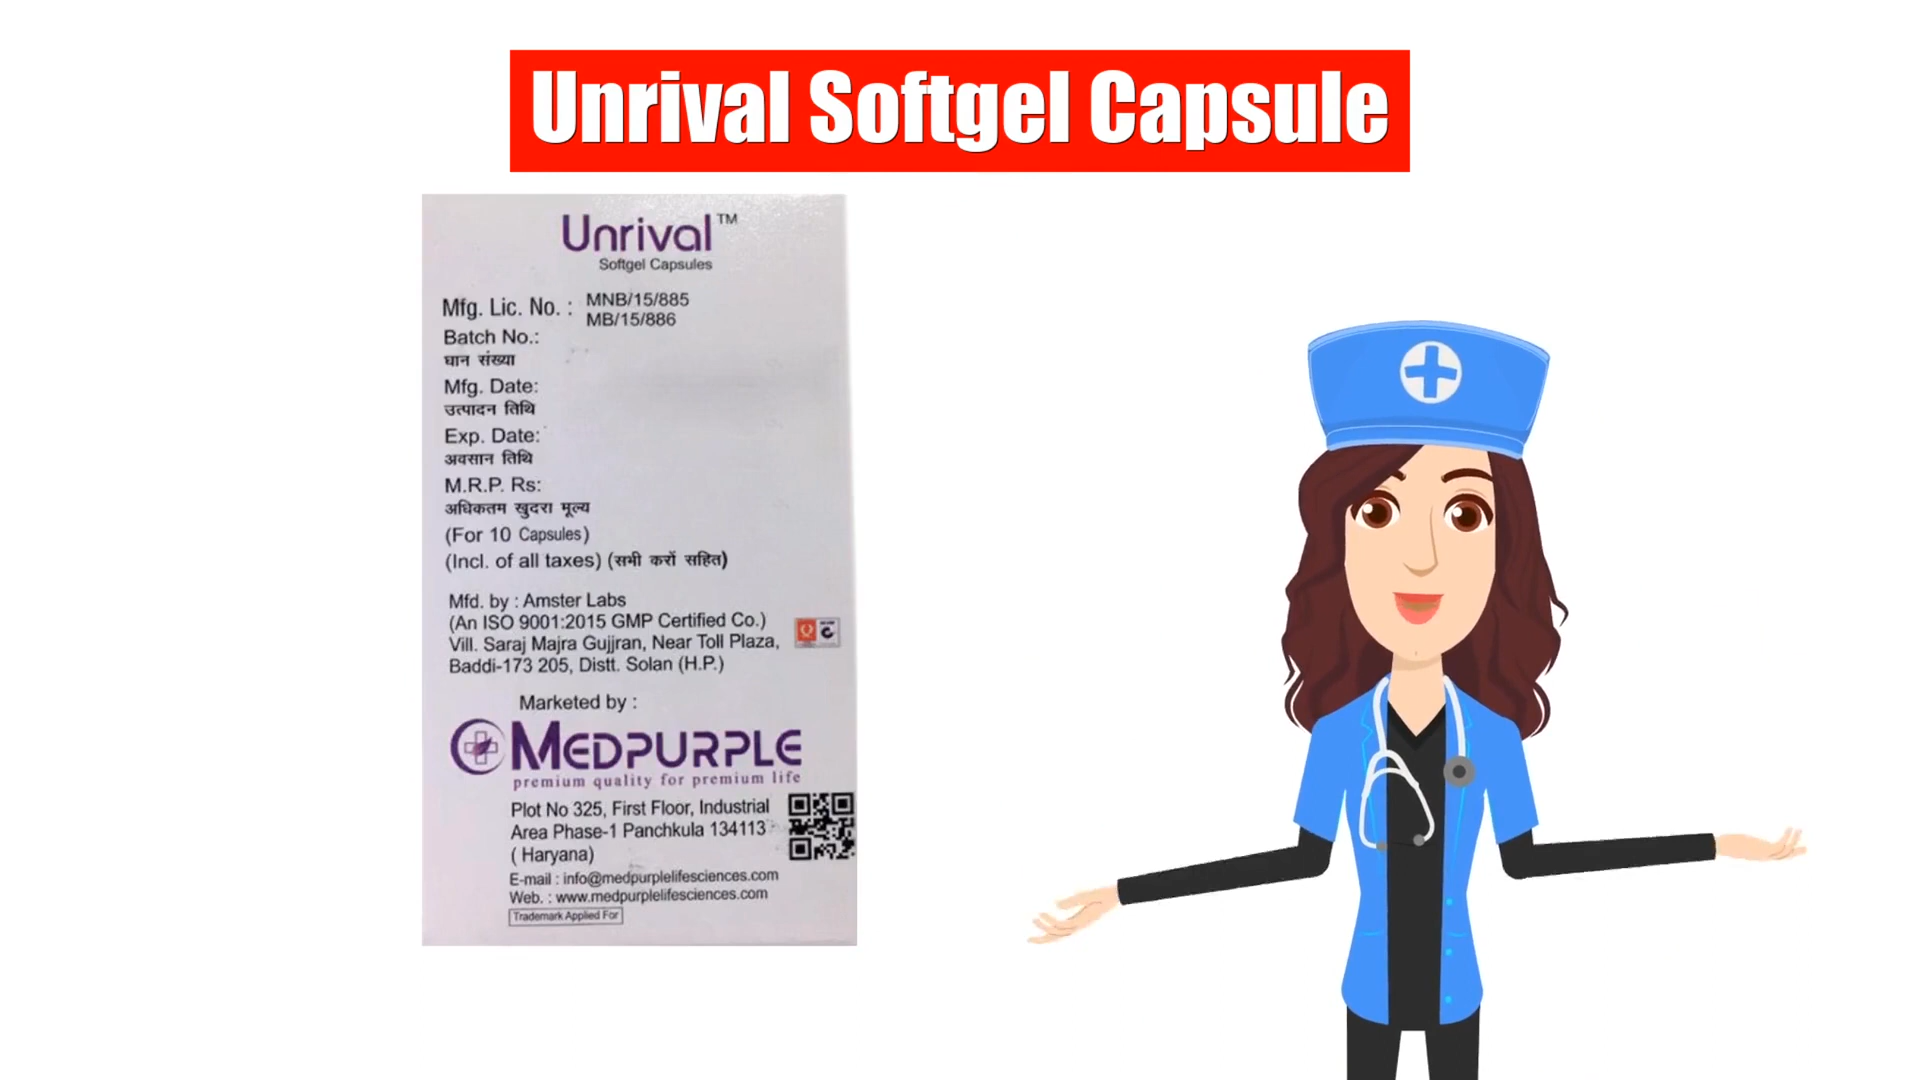 Unrival Softgel Capsule
Unrival™
Softgel Capsules
Mfg. Lic. No. : MNB/15/885
MB/15/886
Batch No.:
घान संख्या
Mfg. Date:
उत्पादन तिथि
Exp. Date:
अवसान तिथि
M.R.P. Rs:
अधिकतम खुदरा मूल्य
(For 10 Capsules)
(Incl. of all taxes) (सभी करों सहित)
Mfd. by : Amster Labs
(An ISO 9001:2015 GMP Certified Co.)
Vill. Saraj Majra Gujjran, Near Toll Plaza,
Baddi-173 205, Distt. Solan (H.P.)
Marketed by :
MEDPURPLE
premium quality for premium life
Plot No 325, First Floor, Industrial
Area Phase-1 Panchkula 134113
( Haryana)
E-mail : info@medpurplelifesciences.com
Web. : www.medpurplelifesciences.com
Trademark Applied For